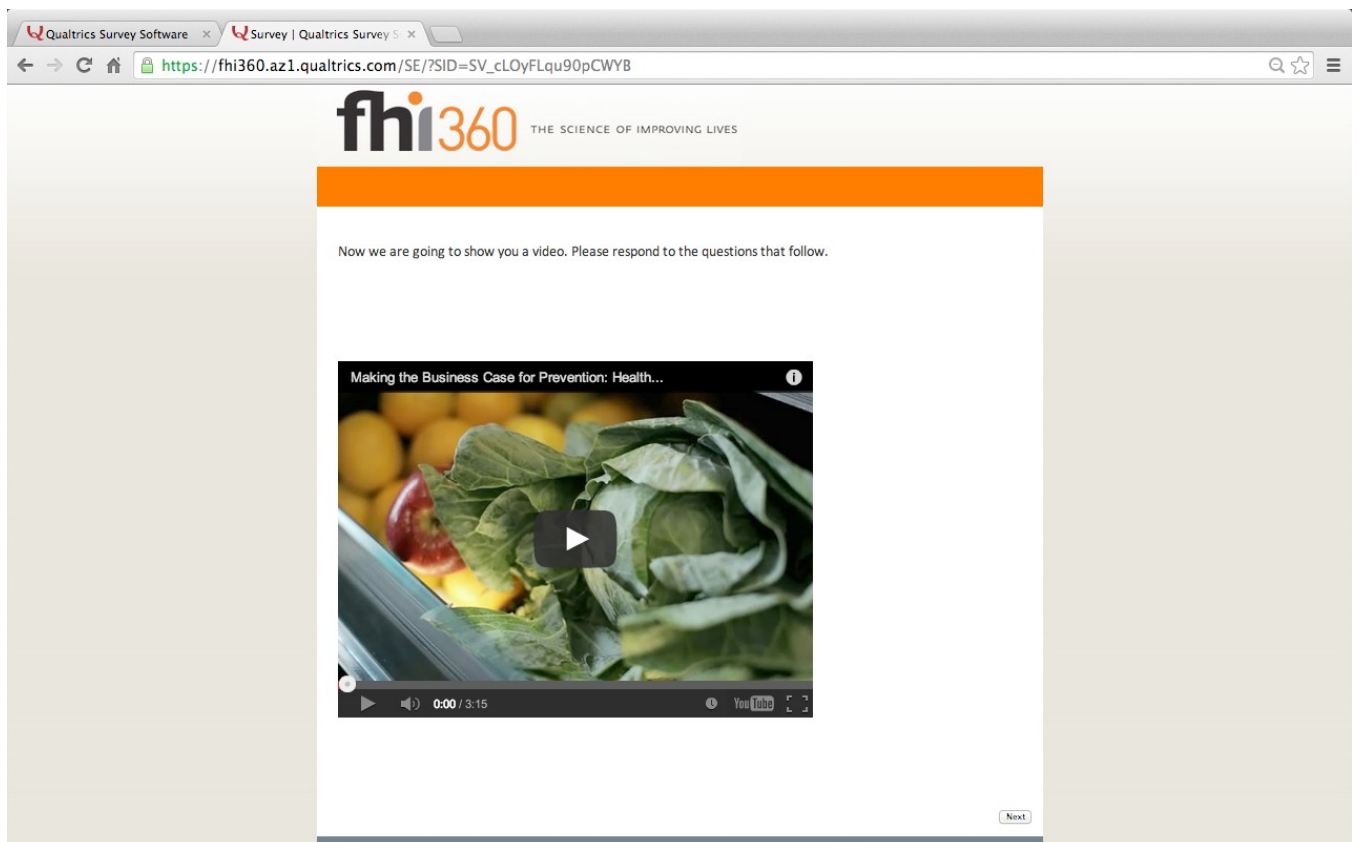 Qualtrics Survey Software
Survey | Qualtrics Survey S
https://fhi360.az1.qualtrics.com/SE/?SID=SV_cLOyFLqu90pCWYB
fhi360 THE SCIENCE OF IMPROVING LIVES
Now we are going to show you a video. Please respond to the questions that follow.
Making the Business Case for Prevention: Health...
0:00 / 3:15 YouTube
Next